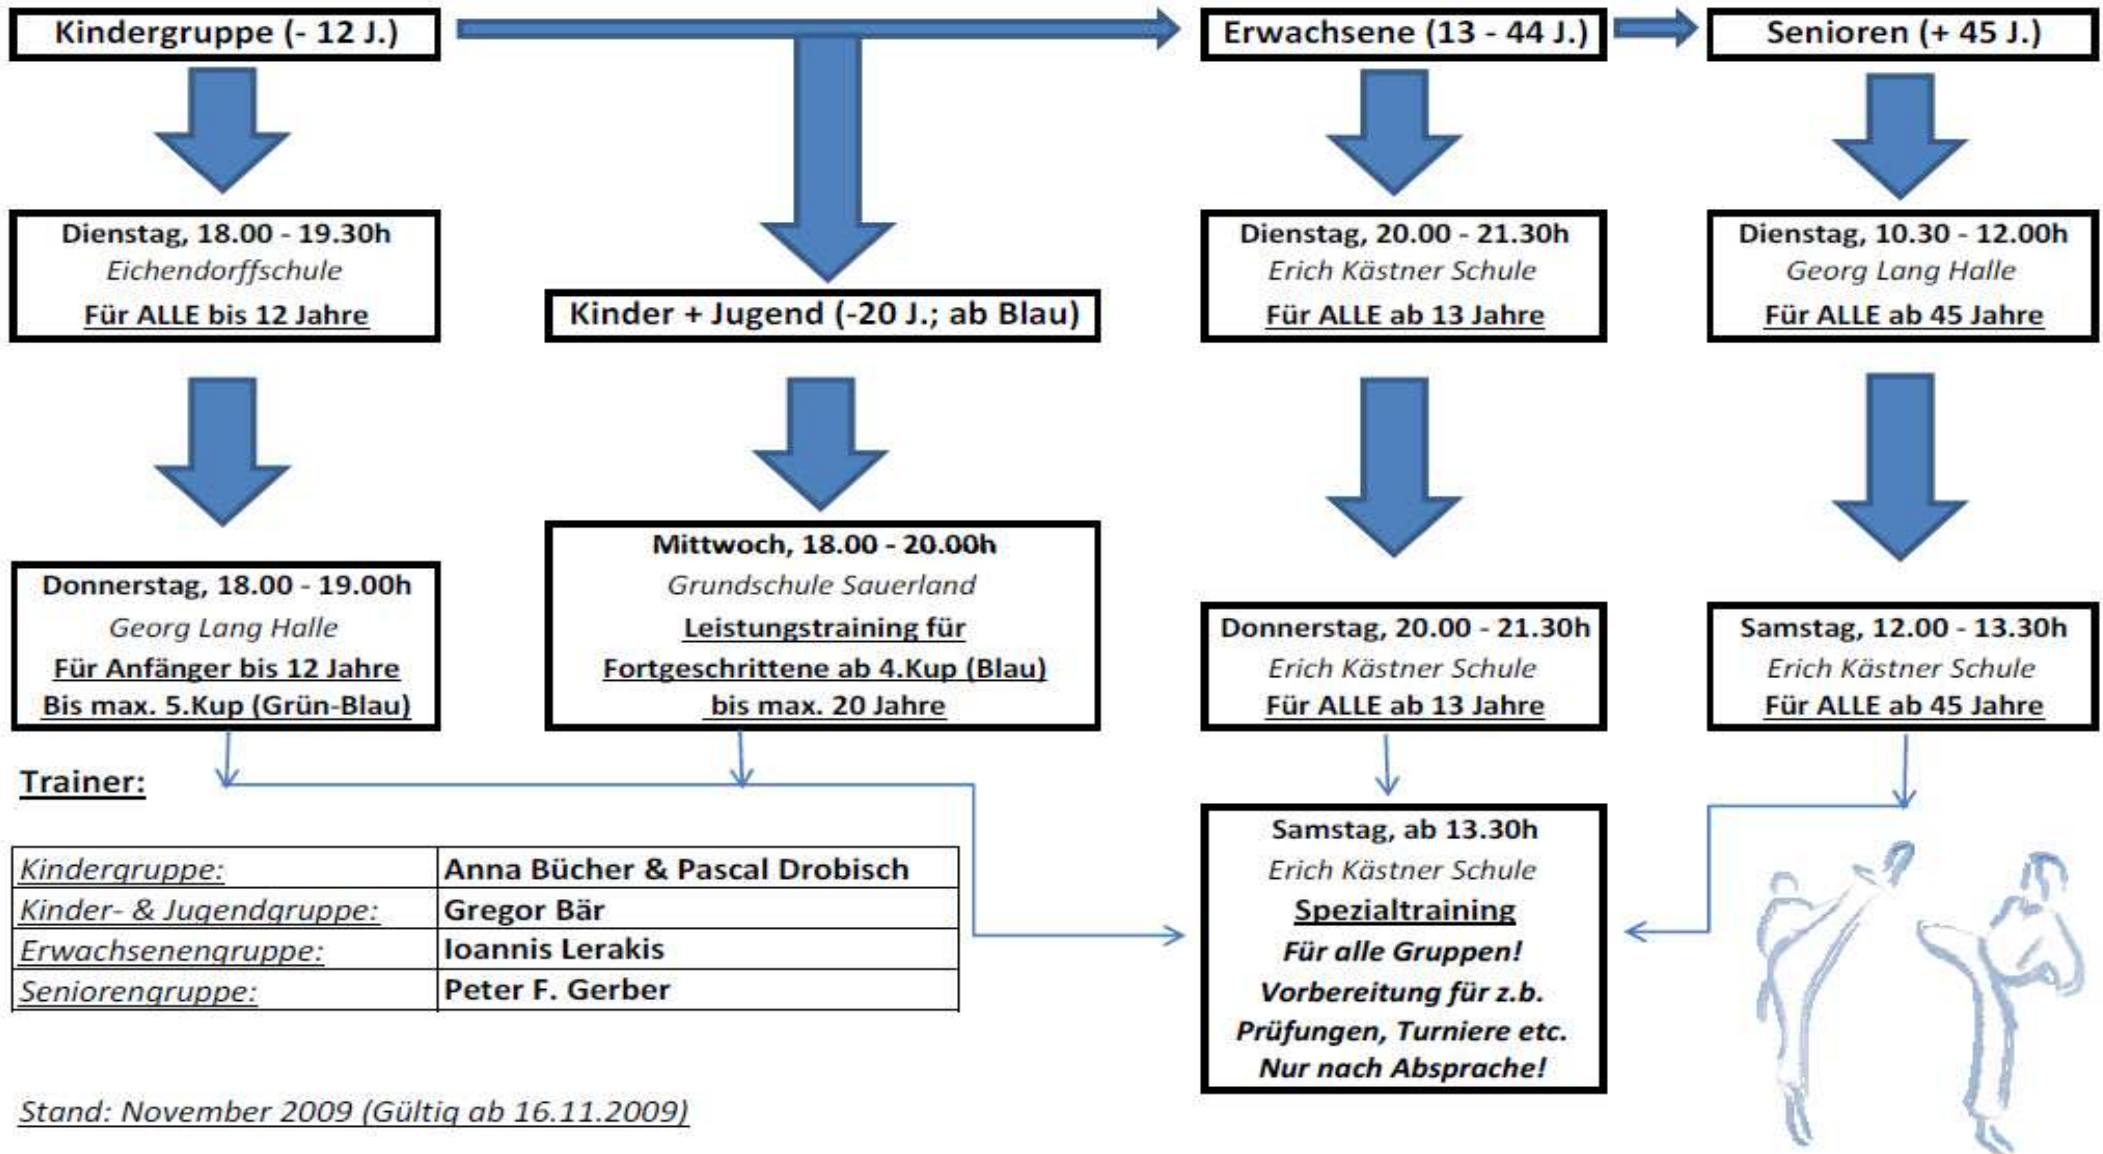 Kindergruppe (- 12 J.)
Erwachsene (13 - 44 J.)
Senioren (+ 45 J.)
Dienstag, 18.00 - 19.30h
Eichendorffschule
Für ALLE bis 12 Jahre
Kinder + Jugend (-20 J.; ab Blau)
Dienstag, 20.00 - 21.30h
Erich Kästner Schule
Für ALLE ab 13 Jahre
Dienstag, 10.30 - 12.00h
Georg Lang Halle
Für ALLE ab 45 Jahre
Donnerstag, 18.00 - 19.00h
Georg Lang Halle
Für Anfänger bis 12 Jahre
Bis max. 5.Kup (Grün-Blau)
Mittwoch, 18.00 - 20.00h
Grundschule Sauerland
Leistungstraining für
Fortgeschrittene ab 4.Kup (Blau)
bis max. 20 Jahre
Donnerstag, 20.00 - 21.30h
Erich Kästner Schule
Für ALLE ab 13 Jahre
Samstag, 12.00 - 13.30h
Erich Kästner Schule
Für ALLE ab 45 Jahre
Samstag, ab 13.30h
Erich Kästner Schule
Spezialtraining
Für alle Gruppen!
Vorbereitung für z.b.
Prüfungen, Turniere etc.
Nur nach Absprache!
Trainer:
Kindergruppe: Anna Bücher & Pascal Drobisch
Kinder- & Jugendgruppe: Gregor Bär
Erwachsenengruppe: Ioannis Lerakis
Seniorengruppe: Peter F. Gerber
Stand: November 2009 (Gültig ab 16.11.2009)